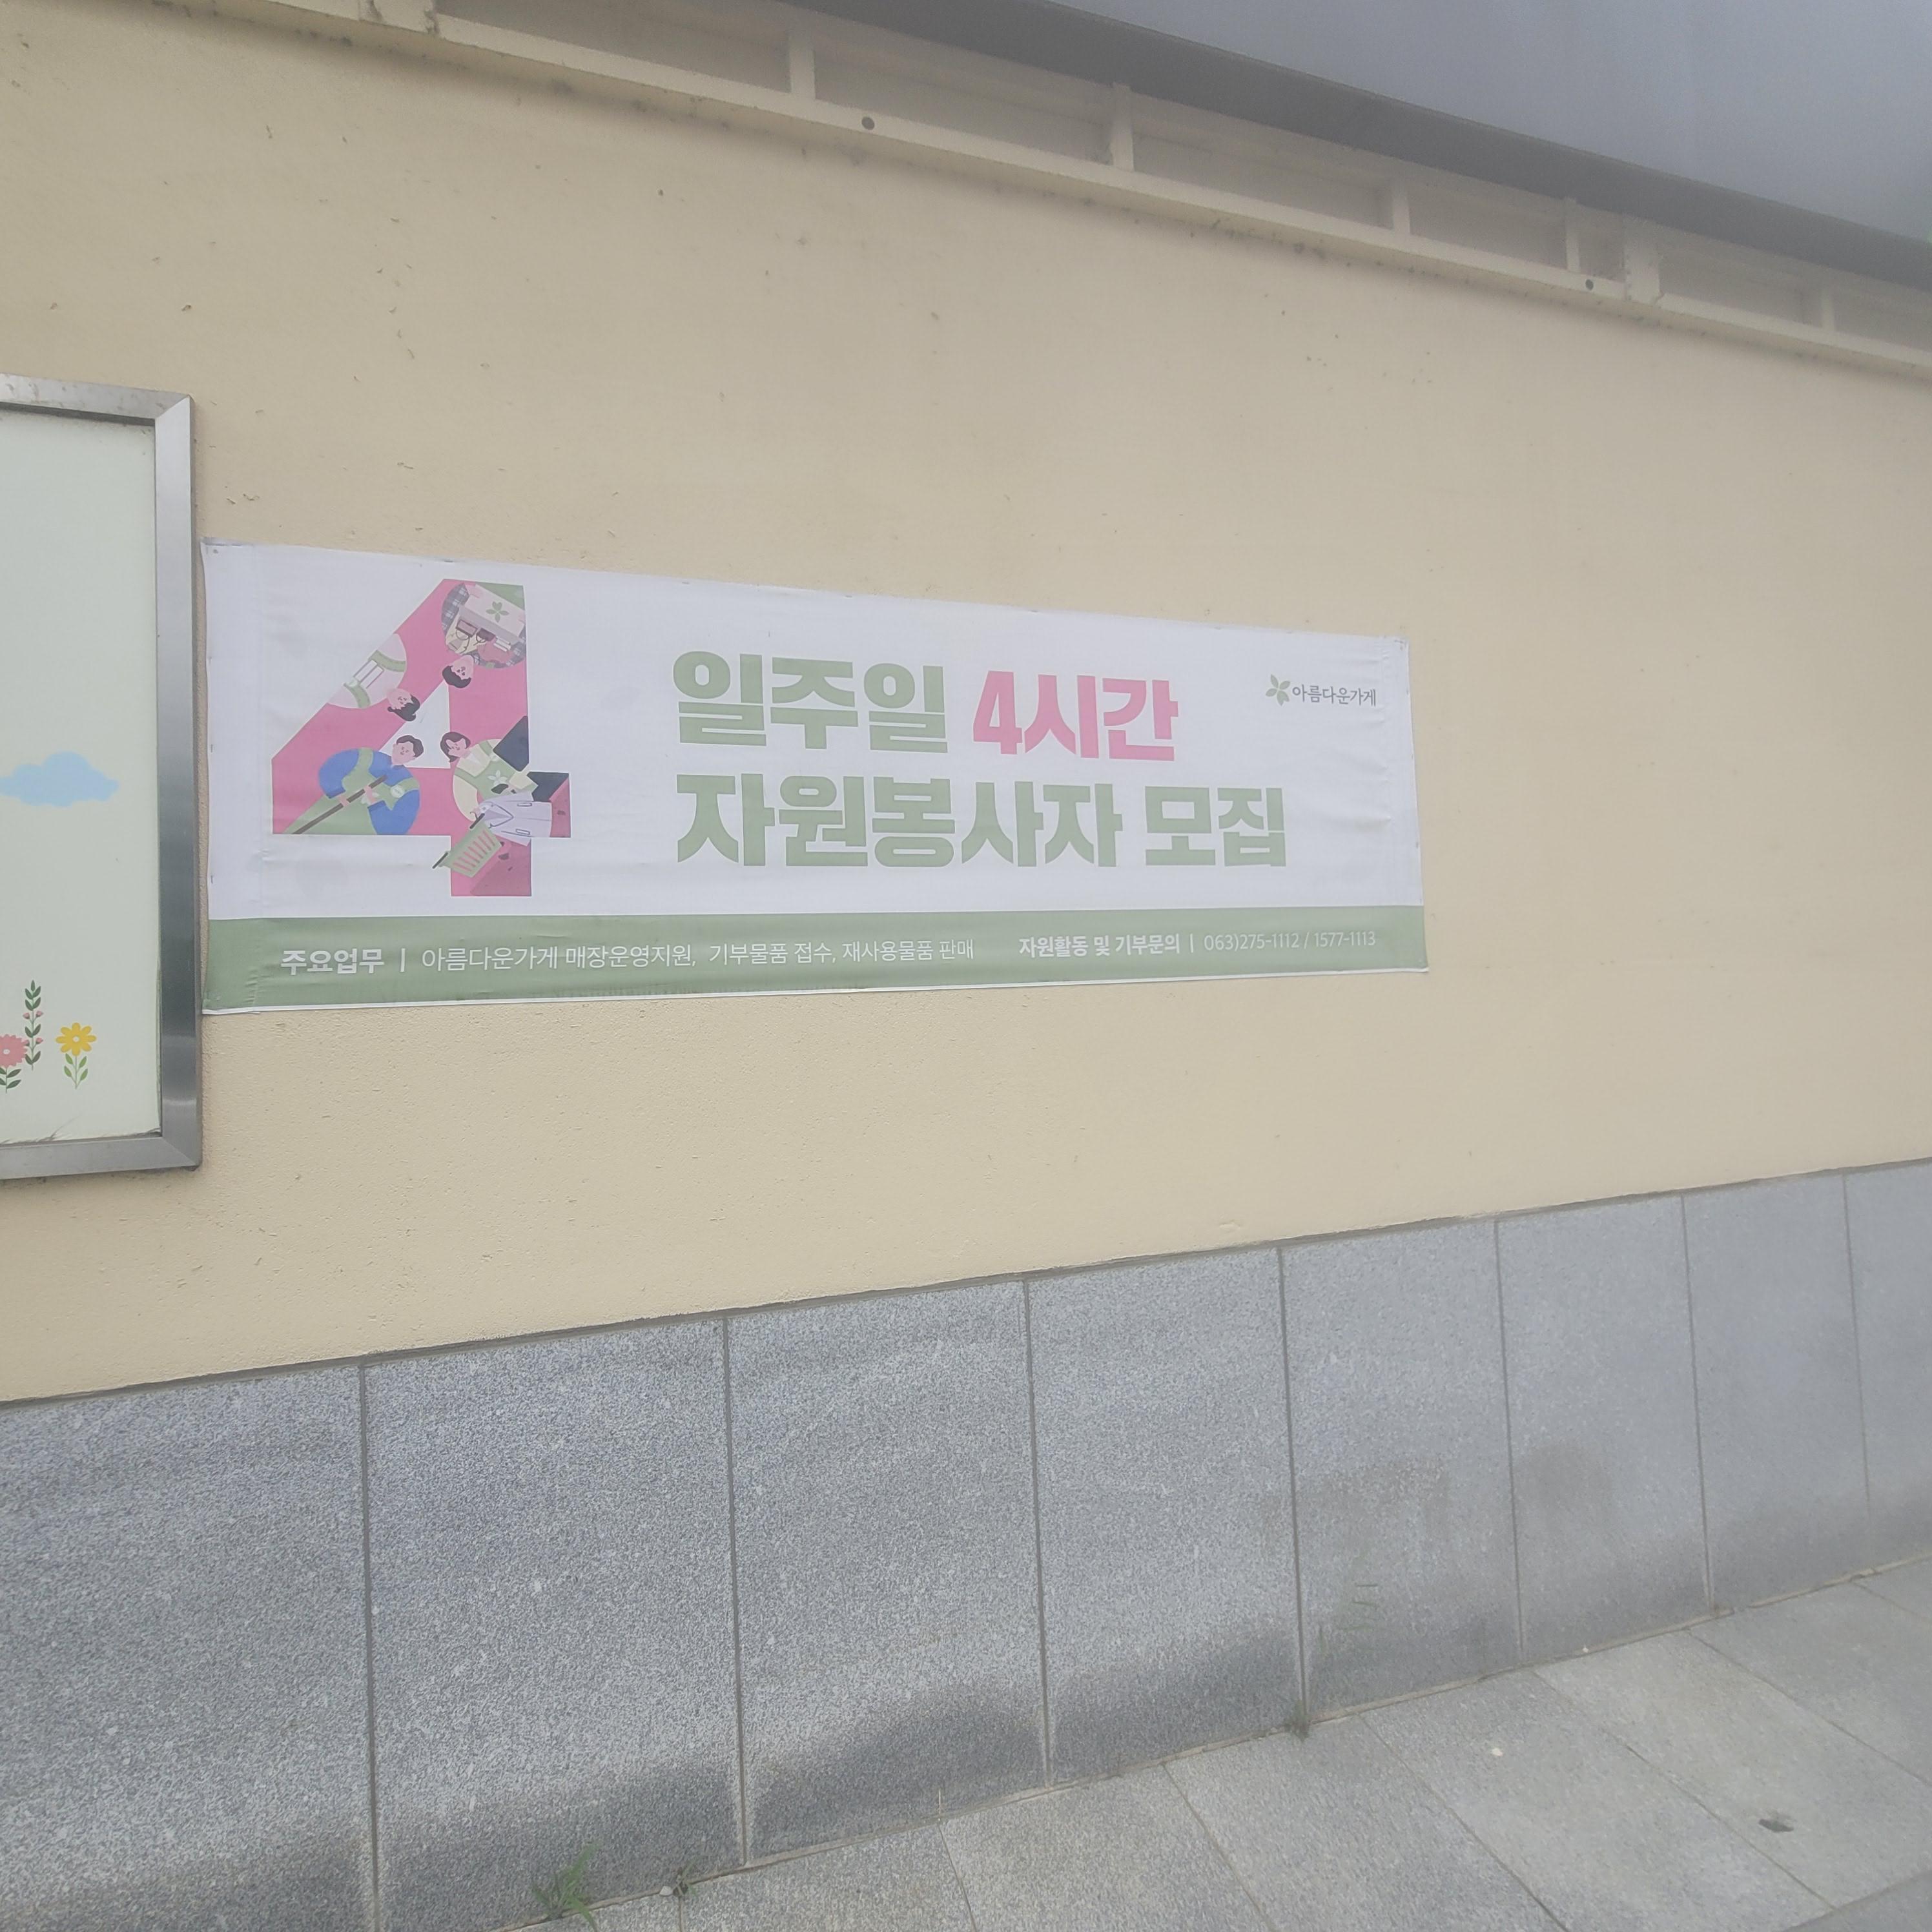 일주일 4시간
자원봉사자 모집
아름다운가게
주요업무 | 아름다운가게 매장운영지원, 기부물품 접수, 재사용물품 판매
자원활동 및 기부문의 | 063)275-1112 / 1577-1113